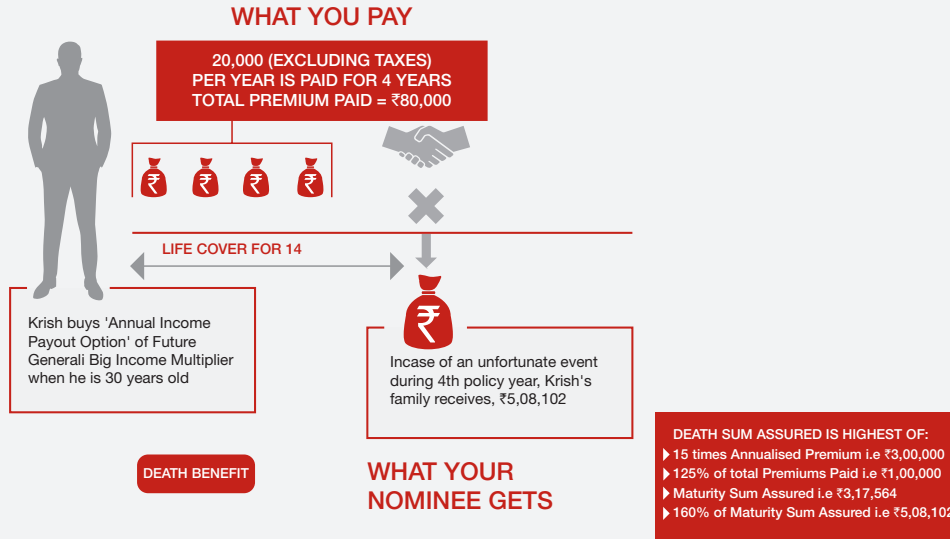 WHAT YOU PAY
20,000 (EXCLUDING TAXES)
PER YEAR IS PAID FOR 4 YEARS
TOTAL PREMIUM PAID = ₹80,000
₹ ₹ ₹ ₹
LIFE COVER FOR 14
Krish buys 'Annual Income
Payout Option' of Future
Generali Big Income Multiplier
when he is 30 years old
₹
Incase of an unfortunate event
during 4th policy year, Krish's
family receives, ₹5,08,102
DEATH BENEFIT
WHAT YOUR
NOMINEE GETS
DEATH SUM ASSURED IS HIGHEST OF:
15 times Annualised Premium i.e ₹3,00,000
125% of total Premiums Paid i.e ₹1,00,000
Maturity Sum Assured i.e ₹3,17,564
160% of Maturity Sum Assured i.e ₹5,08,102